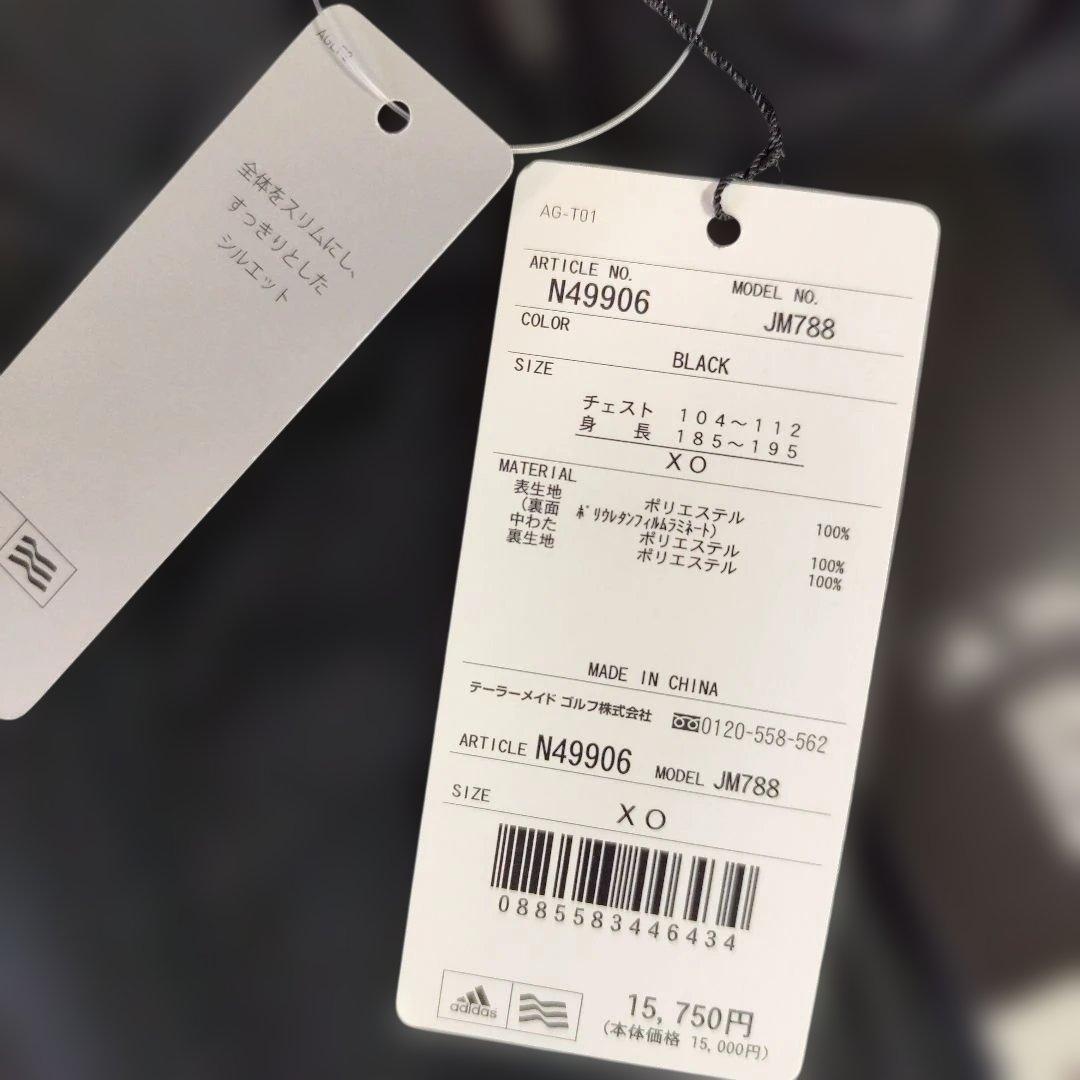 全体をスリムにし、
すっきりとした
シルエット
AG-T01
ARTICLE NO.
N49906
MODEL NO.
JM788
COLOR
BLACK
SIZE
チェスト 104～112
身 長 185～195
XO
MATERIAL
表生地 ポリエステル 100%
(裏面 ﾎﾟﾘｳﾚﾀﾝﾌｨﾙﾑﾗﾐﾈｰﾄ)
中わた ポリエステル 100%
裏生地 ポリエステル 100%
MADE IN CHINA
テーラーメイド ゴルフ株式会社 0120-558-562
ARTICLE N49906 MODEL JM788
SIZE
XO
0885583446434
adidas
15,750円
(本体価格 15,000円)